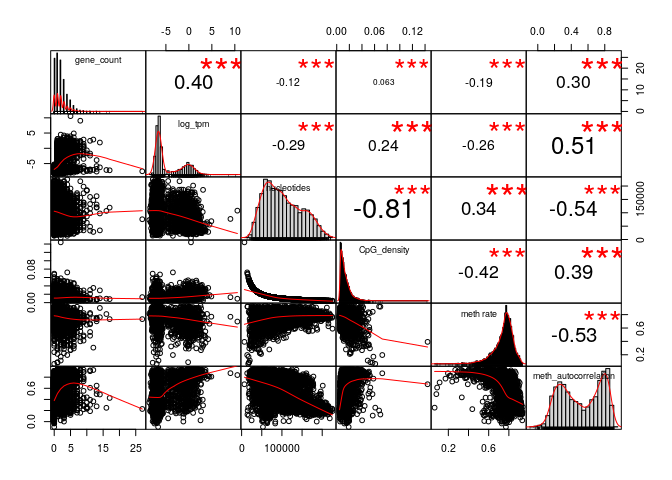 -5 0 5 10 0.00 0.06 0.14 0.0 0.4 0.8
gene_count 0.40 *** -0.12 *** 0.063 *** -0.19 *** 0.30 *** 0 10 20
-5 5 log_tpm -0.29 *** 0.24 *** -0.26 *** 0.51 ***
nucleotides -0.81 *** 0.34 *** -0.54 *** 0 150000
0.00 0.08 CpG_density -0.42 *** 0.39 ***
meth rate -0.53 *** 0.2 0.6
0.0 0.6 meth_autocorrelation
0 5 15 25 0 100000 0.2 0.6